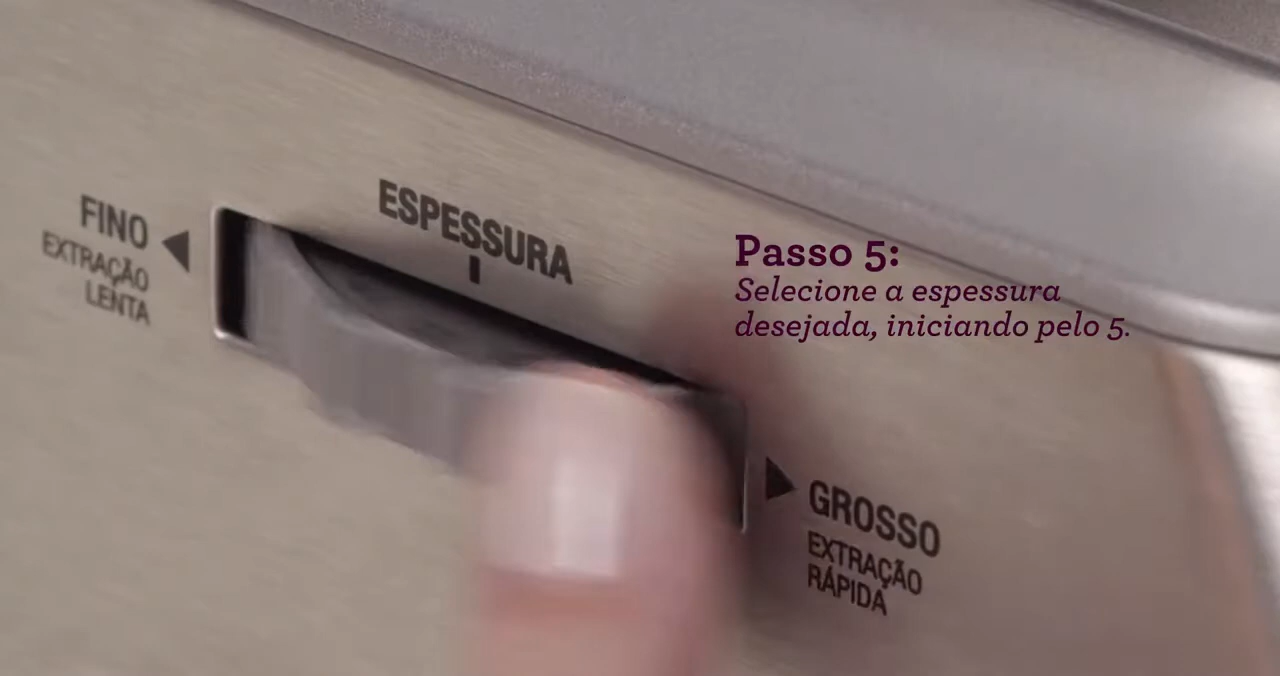 ESPESSURA
FINO
EXTRAÇÃO
LENTA
Passo 5:
Selecione a espessura
desejada, iniciando pelo 5.
GROSSO
EXTRAÇÃO
RÁPIDA